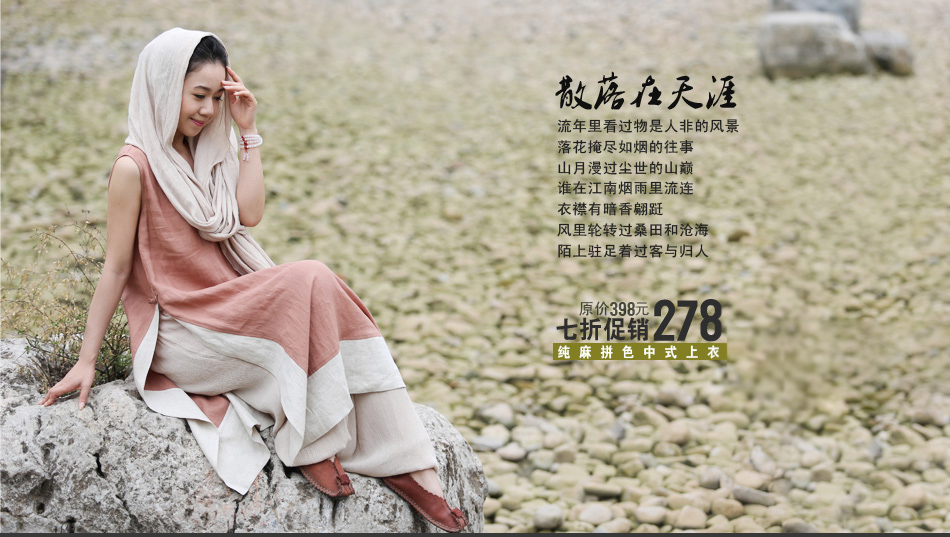 散落在天涯
流年里看过物是人非的风景
落花掩尽如烟的往事
山月漫过尘世的山巅
谁在江南烟雨里流连
衣襟有暗香翩跹
风里轮转过桑田和沧海
陌上驻足着过客与归人
原价398元
七折促销278
纯麻拼色中式上衣